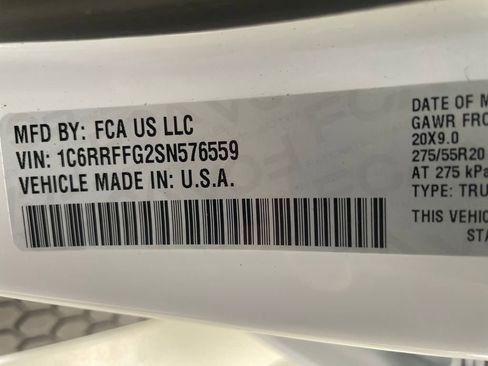 MFD BY: FCA US LLC
VIN: 1C6RRFFG2SN576559
VEHICLE MADE IN: U.S.A.
DATE OF M
GAWR FRO
20X9.0
275/55R20
AT 275 kPa
TYPE: TRU
THIS VEHIC
STA